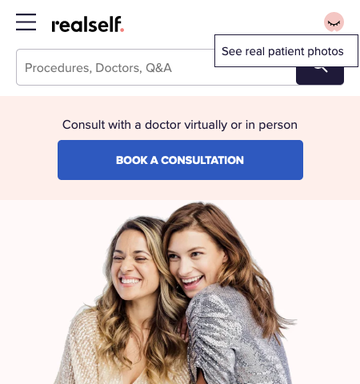 realself.
See real patient photos
Procedures, Doctors, Q&A
Consult with a doctor virtually or in person
BOOK A CONSULTATION